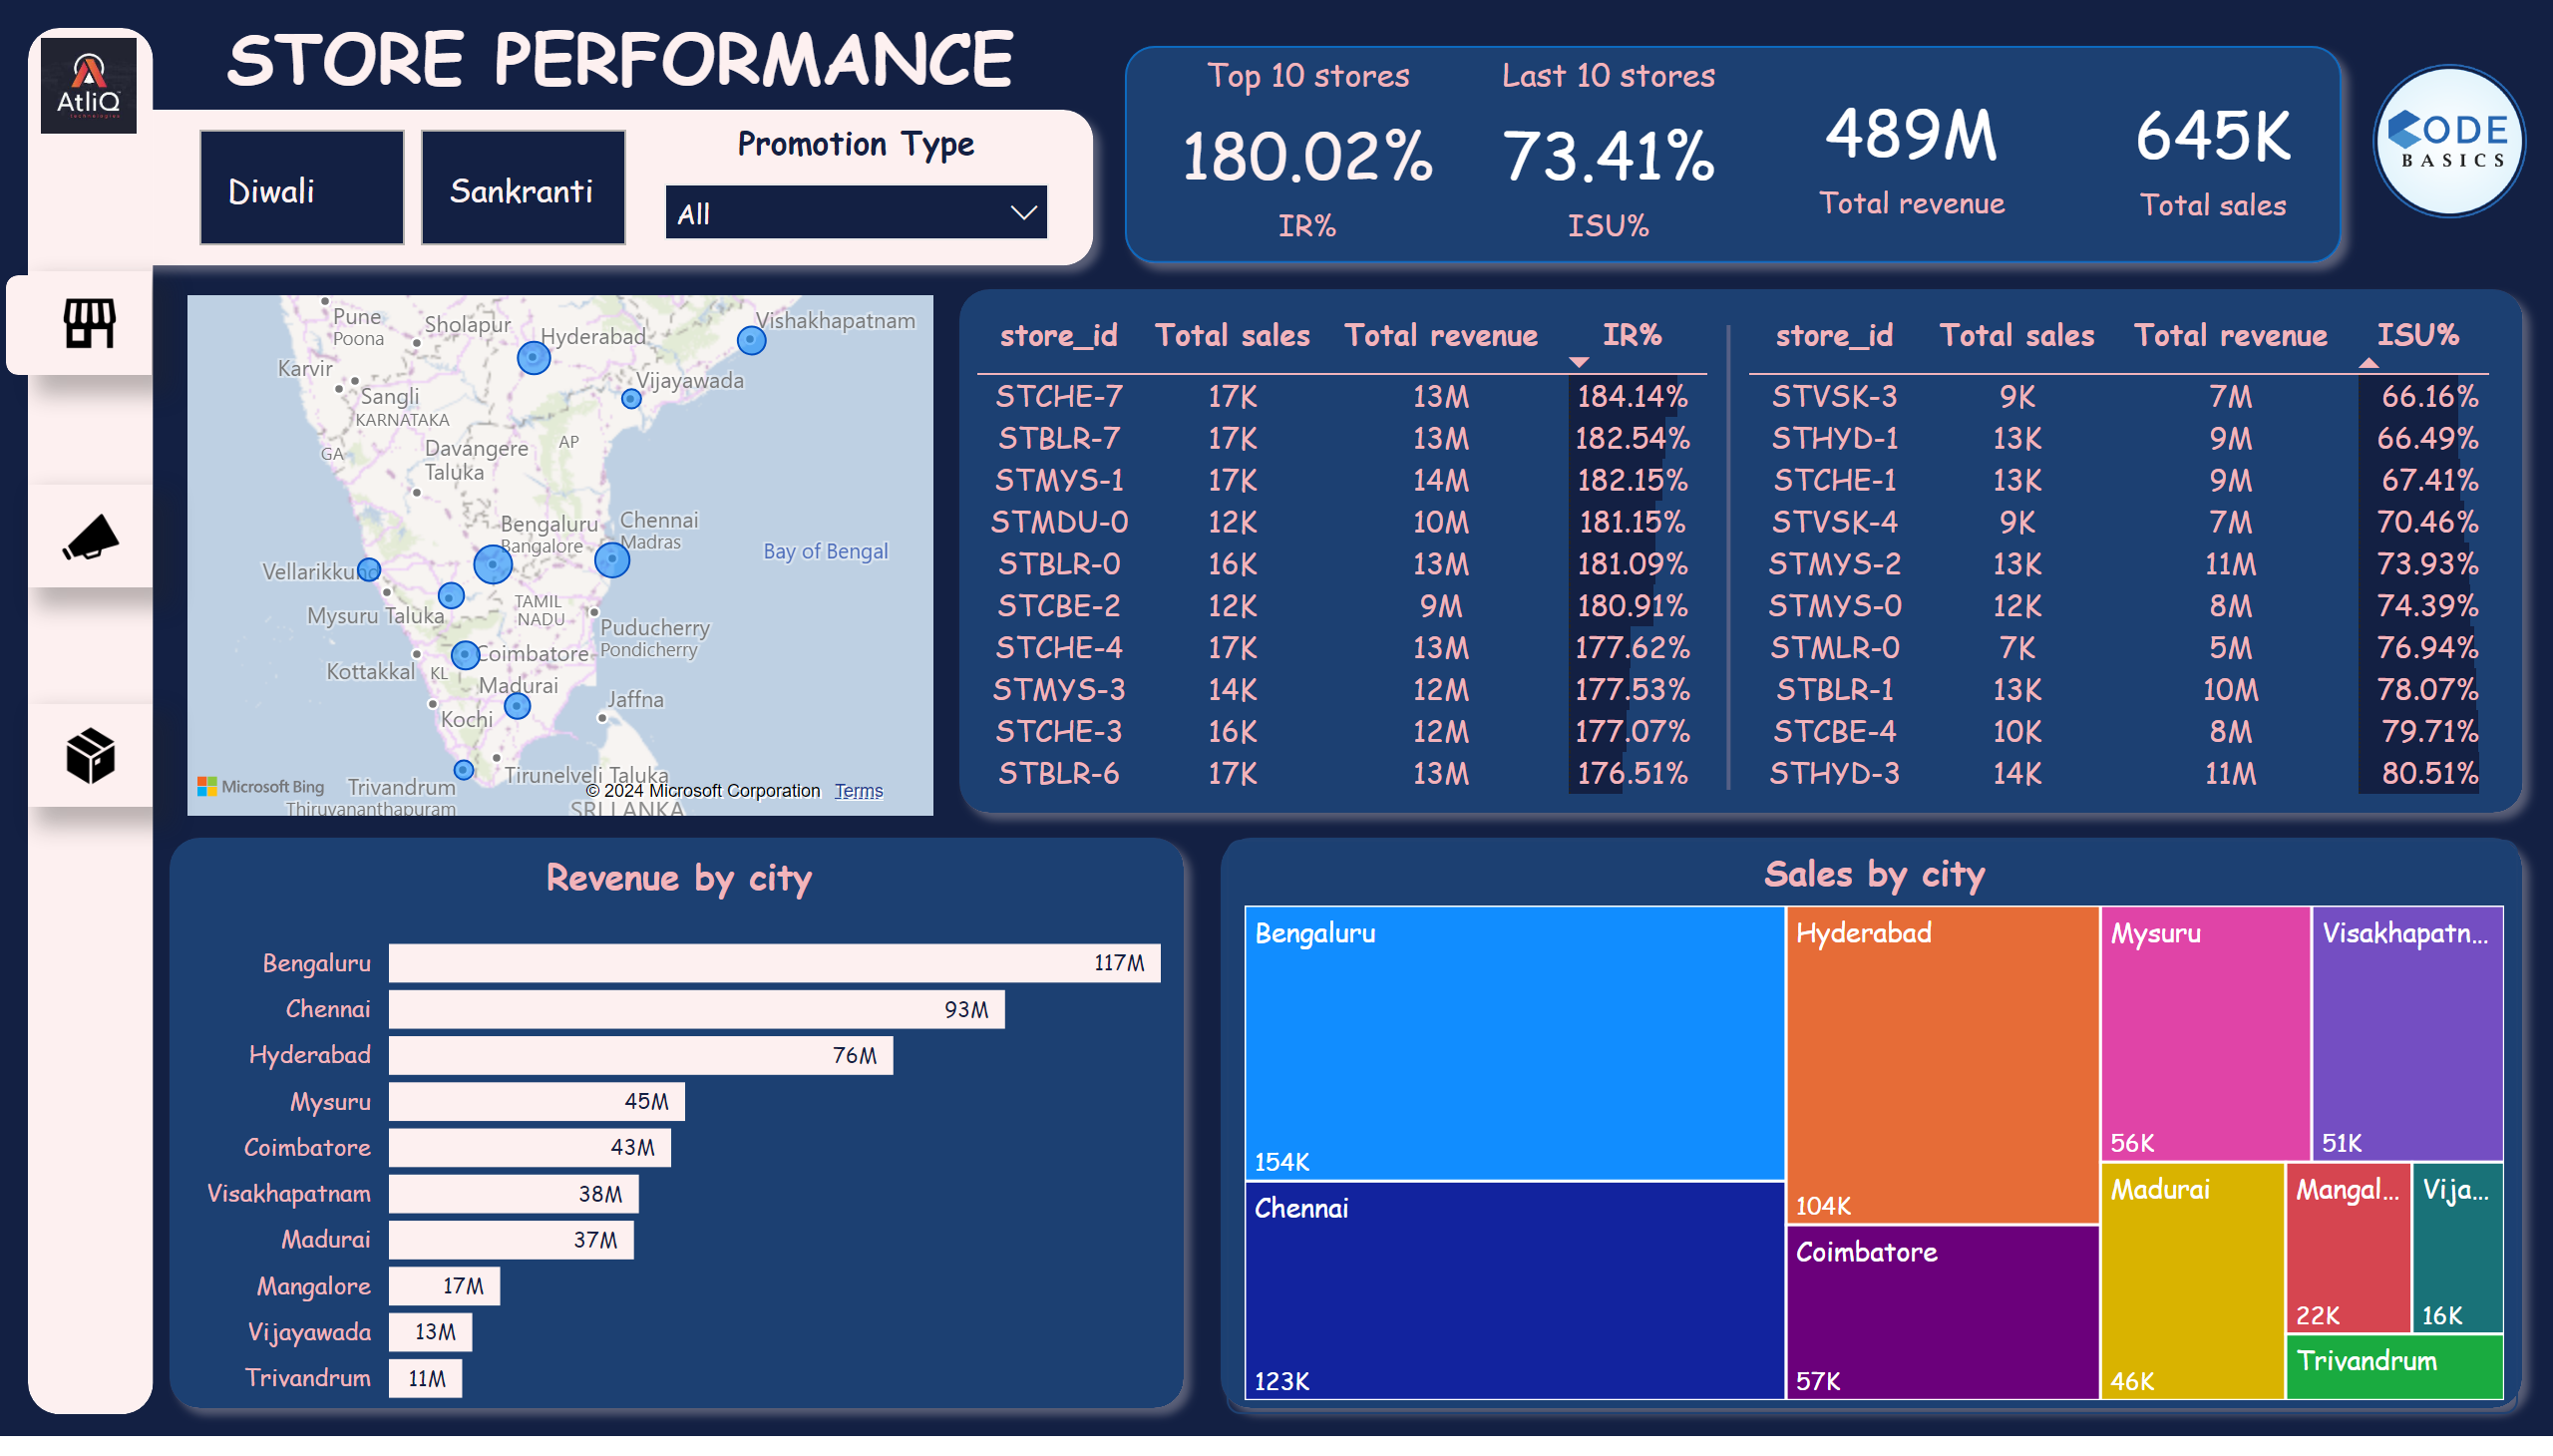 STORE PERFORMANCE
AtliQ
technologies
Diwali
Sankranti
Promotion Type
All
Top 10 stores
180.02%
IR%
Last 10 stores
73.41%
ISU%
489M
Total revenue
645K
Total sales
CODE
BASICS
Pune
Poona
Sholapur
Hyderabad
Vishakhapatnam
Karvir
Sangli
KARNATAKA
Vijayawada
GA
Davangere
Taluka
AP
Bengaluru
Bangalore
Chennai
Madras
Bay of Bengal
Vellarikkund
Mysuru Taluka
TAMIL
NADU
Puducherry
Pondicherry
Kottakkal
KL
Coimbatore
Madurai
Jaffna
Kochi
Tirunelveli Taluka
Microsoft Bing
Trivandrum
Thiruvananthapuram
© 2024 Microsoft Corporation Terms
SRI LANKA
store_id Total sales Total revenue IR%
STCHE-7 17K 13M 184.14%
STBLR-7 17K 13M 182.54%
STMYS-1 17K 14M 182.15%
STMDU-0 12K 10M 181.15%
STBLR-0 16K 13M 181.09%
STCBE-2 12K 9M 180.91%
STCHE-4 17K 13M 177.62%
STMYS-3 14K 12M 177.53%
STCHE-3 16K 12M 177.07%
STBLR-6 17K 13M 176.51%
store_id Total sales Total revenue ISU%
STVSK-3 9K 7M 66.16%
STHYD-1 13K 9M 66.49%
STCHE-1 13K 9M 67.41%
STVSK-4 9K 7M 70.46%
STMYS-2 13K 11M 73.93%
STMYS-0 12K 8M 74.39%
STMLR-0 7K 5M 76.94%
STBLR-1 13K 10M 78.07%
STCBE-4 10K 8M 79.71%
STHYD-3 14K 11M 80.51%
Revenue by city
Bengaluru 117M
Chennai 93M
Hyderabad 76M
Mysuru 45M
Coimbatore 43M
Visakhapatnam 38M
Madurai 37M
Mangalore 17M
Vijayawada 13M
Trivandrum 11M
Sales by city
Bengaluru
154K
Chennai
123K
Hyderabad
104K
Coimbatore
57K
Mysuru
56K
Visakhapatn...
51K
Madurai
46K
Mangal...
22K
Vija...
16K
Trivandrum